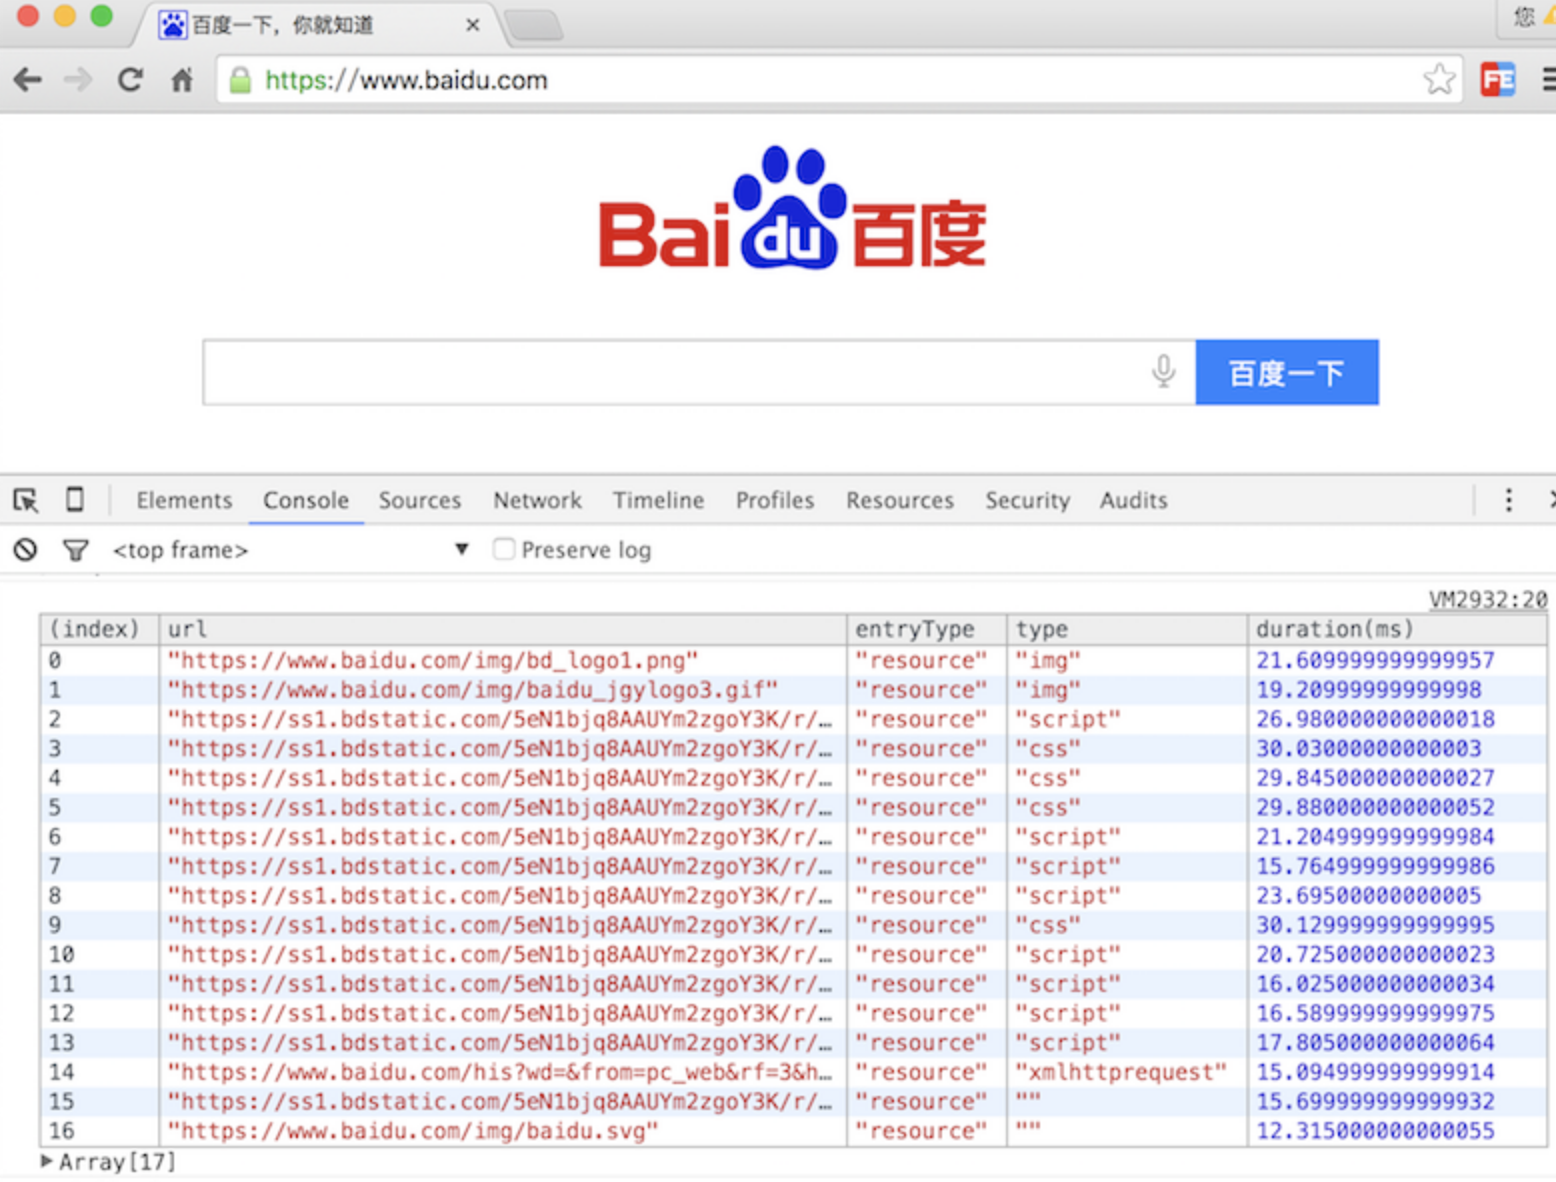 百度一下，你就知道
您
https://www.baidu.com
FE
Bai du 百度
百度一下
Elements Console Sources Network Timeline Profiles Resources Security Audits
<top frame> Preserve log
VM2932:20
(index) url entryType type duration(ms)
0 "https://www.baidu.com/img/bd_logo1.png" "resource" "img" 21.609999999999957
1 "https://www.baidu.com/img/baidu_jgylogo3.gif" "resource" "img" 19.20999999999998
2 "https://ss1.bdstatic.com/5eN1bjq8AAUYm2zgoY3K/r/… "resource" "script" 26.980000000000018
3 "https://ss1.bdstatic.com/5eN1bjq8AAUYm2zgoY3K/r/… "resource" "css" 30.03000000000003
4 "https://ss1.bdstatic.com/5eN1bjq8AAUYm2zgoY3K/r/… "resource" "css" 29.845000000000027
5 "https://ss1.bdstatic.com/5eN1bjq8AAUYm2zgoY3K/r/… "resource" "css" 29.880000000000052
6 "https://ss1.bdstatic.com/5eN1bjq8AAUYm2zgoY3K/r/… "resource" "script" 21.204999999999984
7 "https://ss1.bdstatic.com/5eN1bjq8AAUYm2zgoY3K/r/… "resource" "script" 15.764999999999986
8 "https://ss1.bdstatic.com/5eN1bjq8AAUYm2zgoY3K/r/… "resource" "script" 23.69500000000005
9 "https://ss1.bdstatic.com/5eN1bjq8AAUYm2zgoY3K/r/… "resource" "css" 30.129999999999995
10 "https://ss1.bdstatic.com/5eN1bjq8AAUYm2zgoY3K/r/… "resource" "script" 20.725000000000023
11 "https://ss1.bdstatic.com/5eN1bjq8AAUYm2zgoY3K/r/… "resource" "script" 16.025000000000034
12 "https://ss1.bdstatic.com/5eN1bjq8AAUYm2zgoY3K/r/… "resource" "script" 16.589999999999975
13 "https://ss1.bdstatic.com/5eN1bjq8AAUYm2zgoY3K/r/… "resource" "script" 17.805000000000064
14 "https://www.baidu.com/his?wd=&from=pc_web&rf=3&h… "resource" "xmlhttprequest" 15.094999999999914
15 "https://ss1.bdstatic.com/5eN1bjq8AAUYm2zgoY3K/r/… "resource" "" 15.699999999999932
16 "https://www.baidu.com/img/baidu.svg" "resource" "" 12.315000000000055
Array[17]